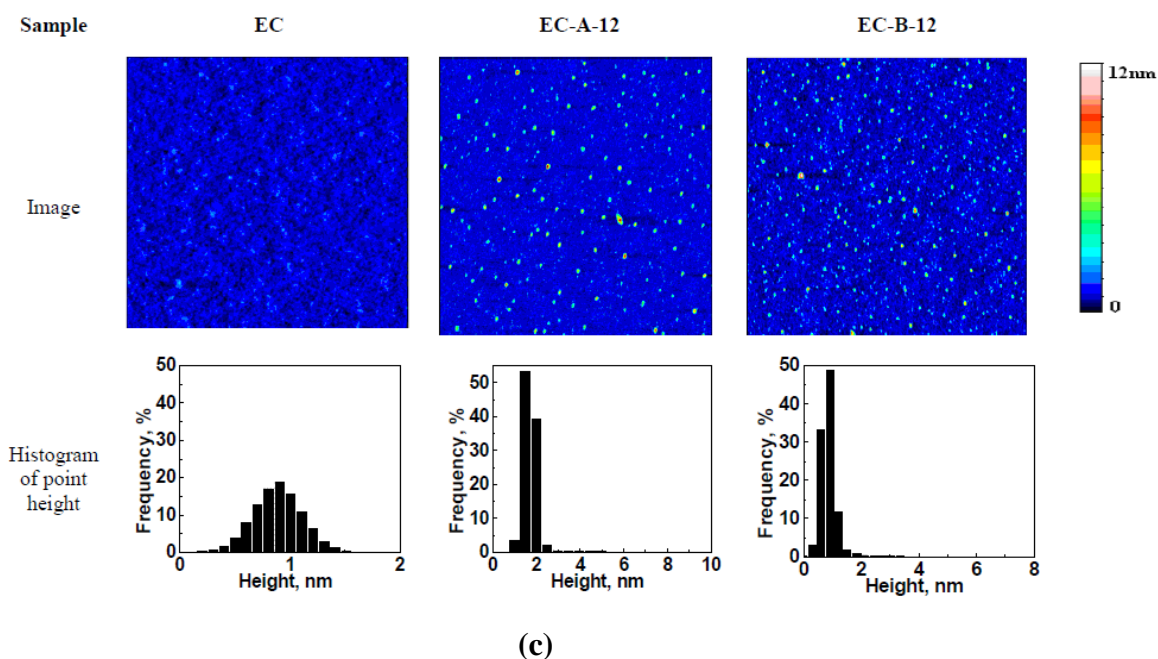 Sample EC EC-A-12 EC-B-12
Image
12nm
0
Histogram
of point
height
Frequency, %
50
40
30
20
10
0
0 1 2
Height, nm
Frequency, %
50
40
30
20
10
0
0 2 4 6 8 10
Height, nm
Frequency, %
50
40
30
20
10
0
0 2 4 6 8
Height, nm
(c)